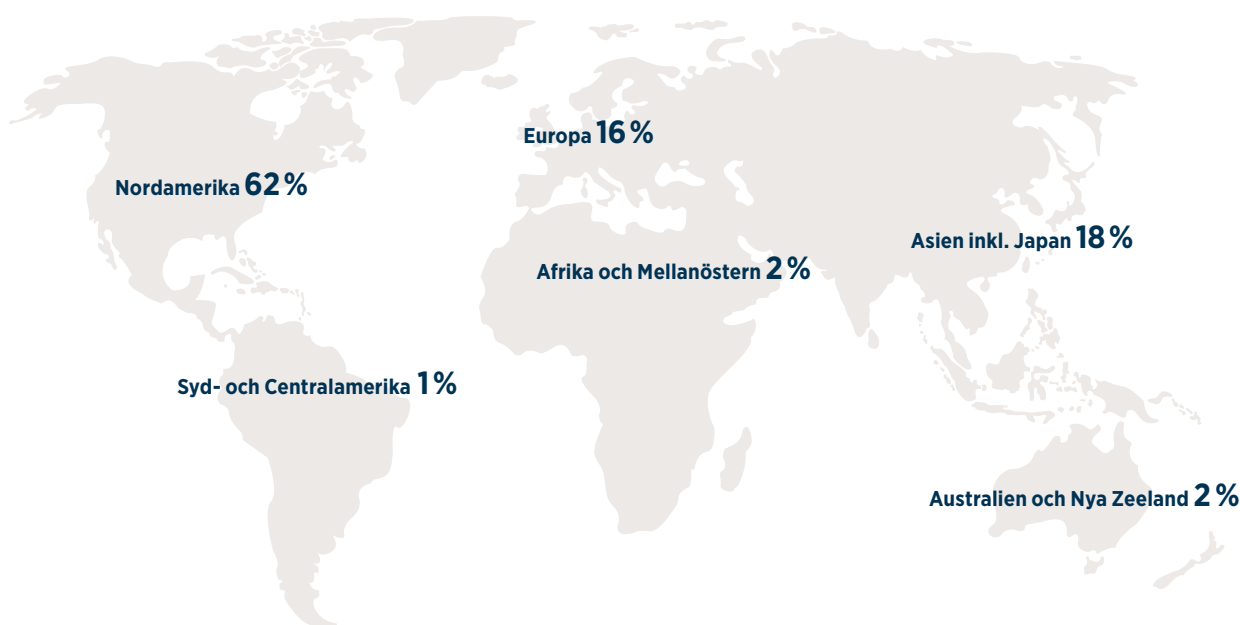 Europa 16 %
Nordamerika 62 %
Asien inkl. Japan 18 %
Afrika och Mellanöstern 2 %
Syd- och Centralamerika 1 %
Australien och Nya Zeeland 2 %